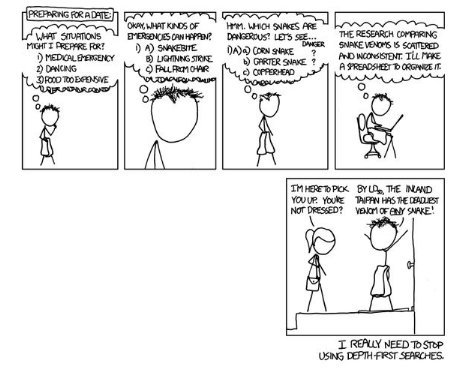 PREPARING FOR A DATE:
WHAT SITUATIONS
MIGHT I PREPARE FOR?
1) MEDICAL EMERGENCY
2) DANCING
3) FOOD TOO EXPENSIVE
OKAY, WHAT KINDS OF
EMERGENCIES CAN HAPPEN?
1) A) SNAKEBITE
B) LIGHTNING STRIKE
C) FALL FROM CHAIR
HMM. WHICH SNAKES ARE
DANGEROUS? LET'S SEE...
DANGER
1)A)a) CORN SNAKE ?
b) GARTER SNAKE ?
c) COPPERHEAD
THE RESEARCH COMPARING
SNAKE VENOMS IS SCATTERED
AND INCONSISTENT. I'LL MAKE
A SPREADSHEET TO ORGANIZE IT.
I'M HERE TO PICK
YOU UP. YOU'RE
NOT DRESSED?
BY LD₅₀, THE INLAND
TAIPAN HAS THE DEADLIEST
VENOM OF ANY SNAKE!
I REALLY NEED TO STOP
USING DEPTH-FIRST SEARCHES.